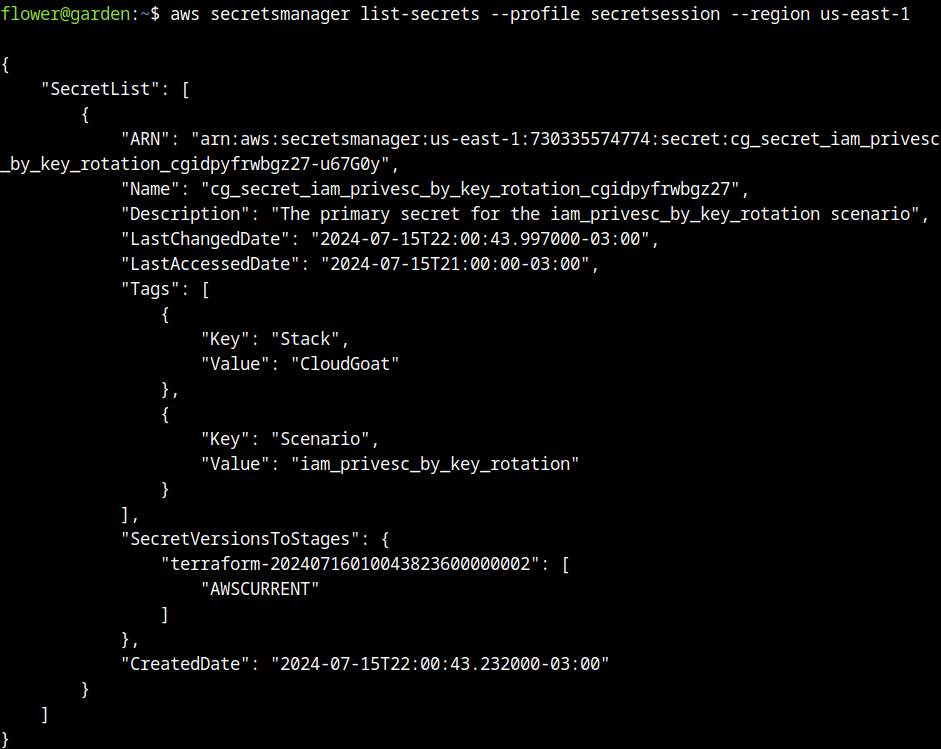 flower@garden:~$ aws secretsmanager list-secrets --profile secretsession --region us-east-1
{
    "SecretList": [
        {
            "ARN": "arn:aws:secretsmanager:us-east-1:730335574774:secret:cg_secret_iam_privesc
_by_key_rotation_cgidpyfrwbgz27-u67G0y",
            "Name": "cg_secret_iam_privesc_by_key_rotation_cgidpyfrwbgz27",
            "Description": "The primary secret for the iam_privesc_by_key_rotation scenario",
            "LastChangedDate": "2024-07-15T22:00:43.997000-03:00",
            "LastAccessedDate": "2024-07-15T21:00:00-03:00",
            "Tags": [
                {
                    "Key": "Stack",
                    "Value": "CloudGoat"
                },
                {
                    "Key": "Scenario",
                    "Value": "iam_privesc_by_key_rotation"
                }
            ],
            "SecretVersionsToStages": {
                "terraform-20240716010043823600000002": [
                    "AWSCURRENT"
                ]
            },
            "CreatedDate": "2024-07-15T22:00:43.232000-03:00"
        }
    ]
}